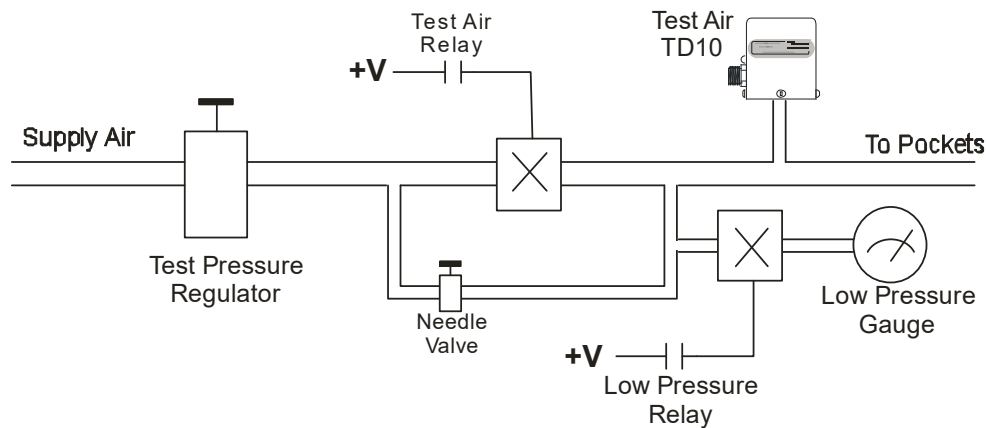 Test Air
Relay
+V
Test Air
TD10
Supply Air
To Pockets
Test Pressure
Regulator
Needle
Valve
Low Pressure
Gauge
+V
Low Pressure
Relay